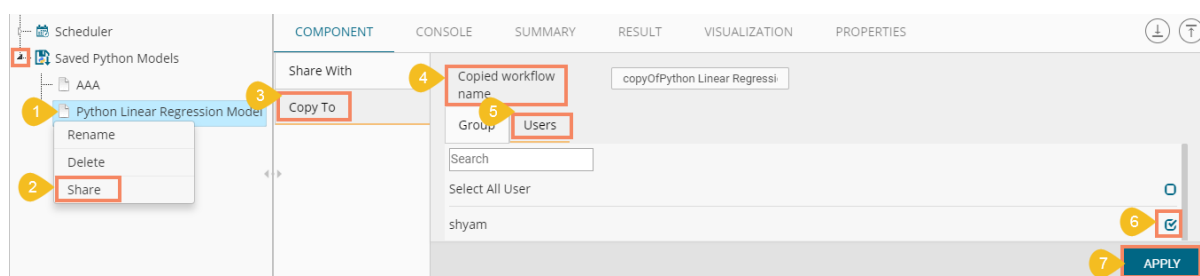 Scheduler
Saved Python Models
AAA
1
Python Linear Regression Model
Rename
Delete
2
Share
COMPONENT
CONSOLE
SUMMARY
RESULT
VISUALIZATION
PROPERTIES
Share With
3
Copy To
4
Copied workflow
name
copyOfPython Linear Regressi
5
Group
Users
Search
Select All User
shyam
6
7
APPLY